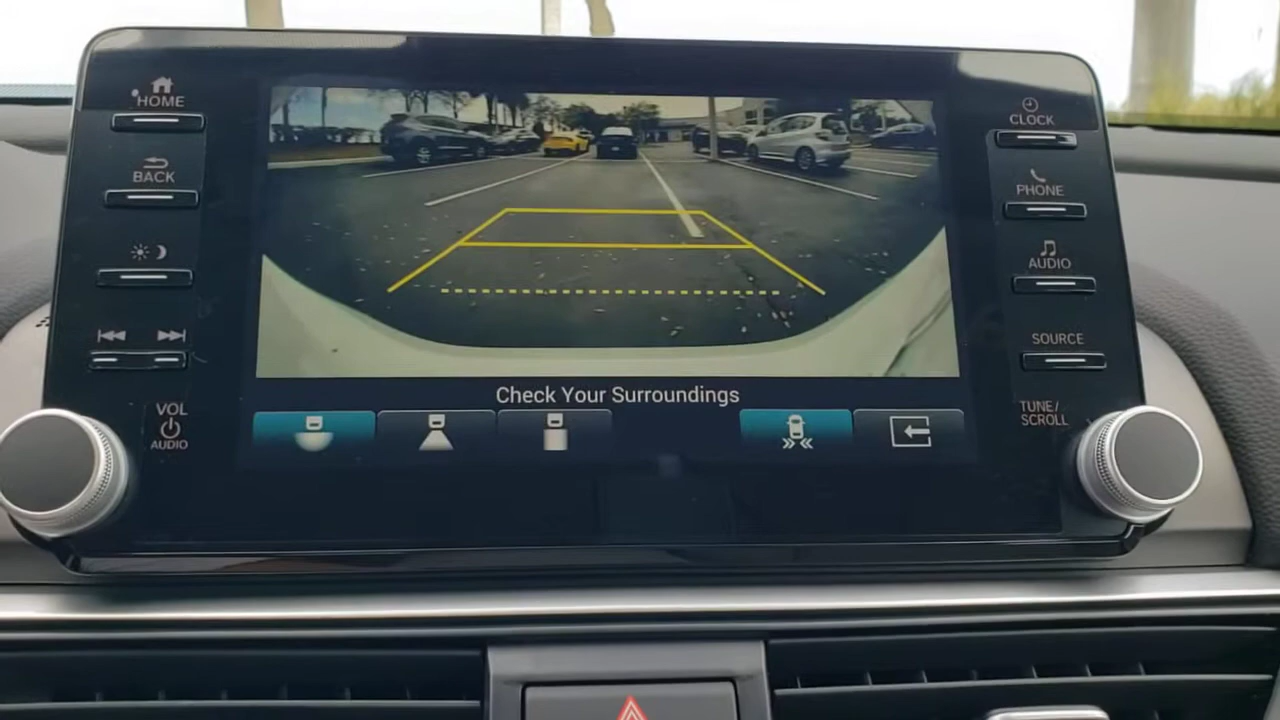 HOME
BACK
VOL
AUDIO
CLOCK
PHONE
AUDIO
SOURCE
TUNE/
SCROLL
Check Your Surroundings